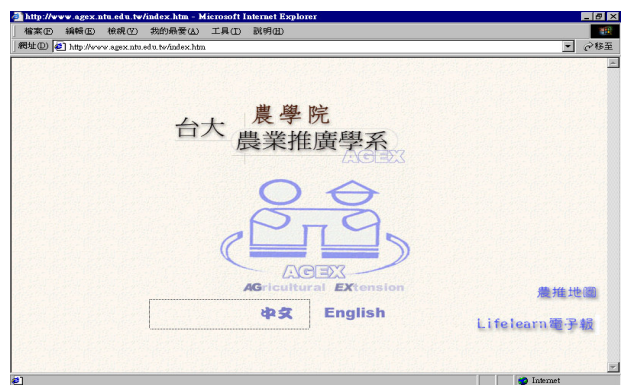 http://www.agex.ntu.edu.tw/index.htm - Microsoft Internet Explorer
檔案(F) 編輯(E) 檢視(V) 我的最愛(A) 工具(T) 說明(H)
網址(D) http://www.agex.ntu.edu.tw/index.htm 移至
農學院
台大 農業推廣學系
AGEX
AGEX
AGricultural EXtension
農推地圖
中文 English
Lifelearn電子報
Internet